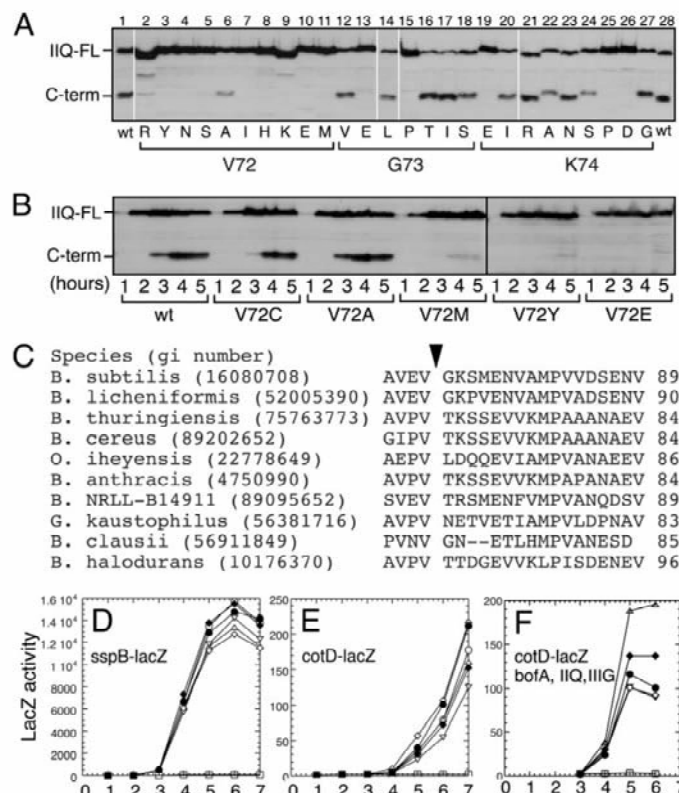 A
1 2 3 4 5 6 7 8 9 10 11 12 13 14 15 16 17 18 19 20 21 22 23 24 25 26 27 28
IIQ-FL
C-term
wt R Y N S A I H K E M V E L P T I S E I R A N S P D G wt
V72 G73 K74
B
IIQ-FL
C-term
(hours) 1 2 3 4 5 1 2 3 4 5 1 2 3 4 5 1 2 3 4 5 1 2 3 4 5 1 2 3 4 5
wt V72C V72A V72M V72Y V72E
C Species (gi number)
B. subtilis (16080708) AVEV GKSMENVAMPVVDSENV 89
B. licheniformis (52005390) AVEV GKPVENVAMPVADSENV 90
B. thuringiensis (75763773) AVPV TKSSEVVKMPAAANAEV 84
B. cereus (89202652) GIPV TKSSEVVKMPAAANAEV 84
O. iheyensis (22778649) AEPV LDQQEVIAMPVANAEEV 86
B. anthracis (4750990) AVPV TKSSEVVKMPAPANAEV 84
B. NRLL-B14911 (89095652) SVEV TRSMENFVMPVANQDSV 89
G. kaustophilus (56381716) AVPV NETVETIAMPVLDPNAV 83
B. clausii (56911849) PVNV GN--ETLHMPVANESD 85
B. halodurans (10176370) AVPV TTDGEVVKLPISDENEV 96
LacZ activity
D
sspB-lacZ
1.6 10⁴
1.4 10⁴
1.2 10⁴
1 10⁴
8000
6000
4000
2000
0
0 1 2 3 4 5 6 7
E
cotD-lacZ
250
200
150
100
50
0
0 1 2 3 4 5 6 7
F
cotD-lacZ
bofA, IIQ,IIIG
200
150
100
50
0
0 1 2 3 4 5 6 7